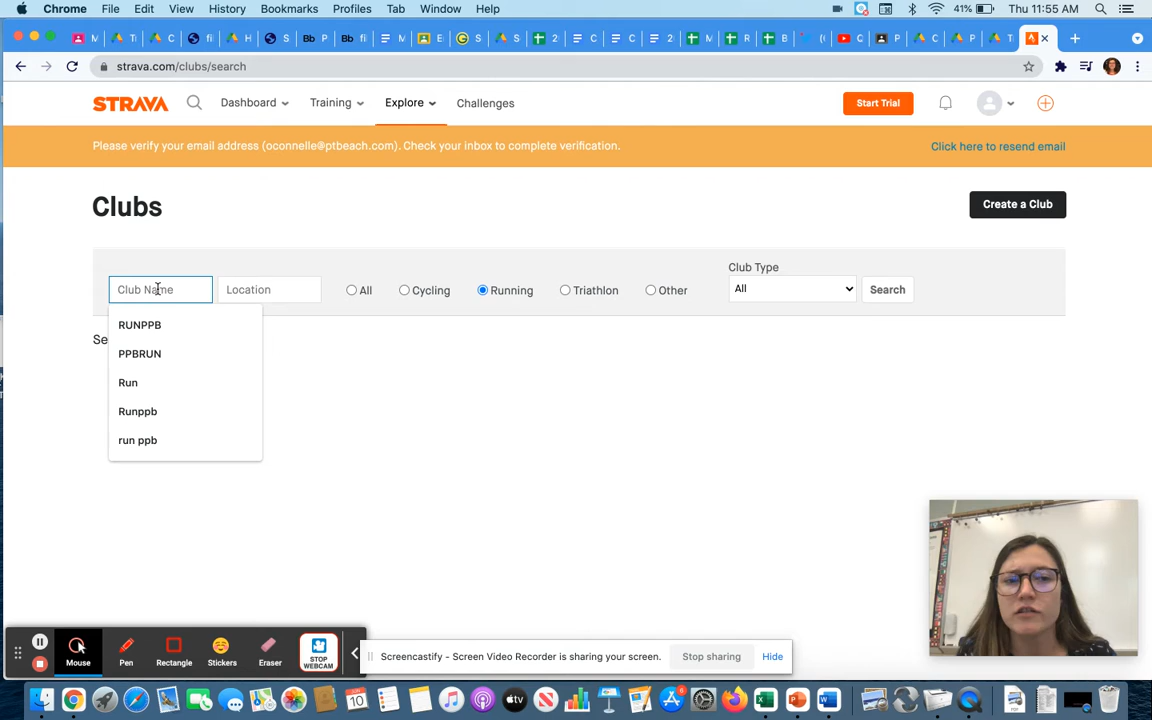 Chrome File Edit View History Bookmarks Profiles Tab Window Help 41% Thu 11:55 AM
strava.com/clubs/search
STRAVA Dashboard Training Explore Challenges Start Trial
Please verify your email address (oconnelle@ptbeach.com). Check your inbox to complete verification. Click here to resend email
Clubs Create a Club
Club Type
Club Name Location All Cycling Running Triathlon Other All Search
RUNPPB
Se
PPBRUN
Run
Runppb
run ppb
Mouse Pen Rectangle Stickers Eraser STOP WEBCAM
Screencastify - Screen Video Recorder is sharing your screen. Stop sharing Hide